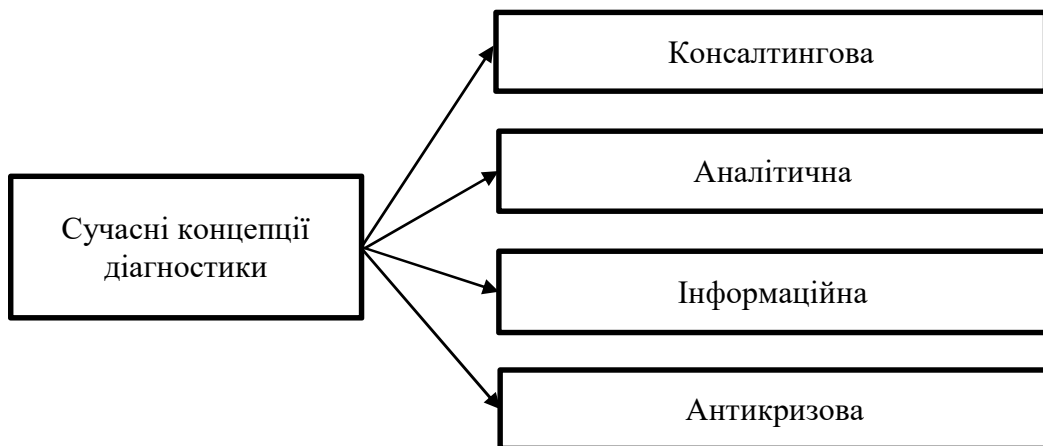 Консалтингова
Аналітична
Сучасні концепції
діагностики
Інформаційна
Антикризова